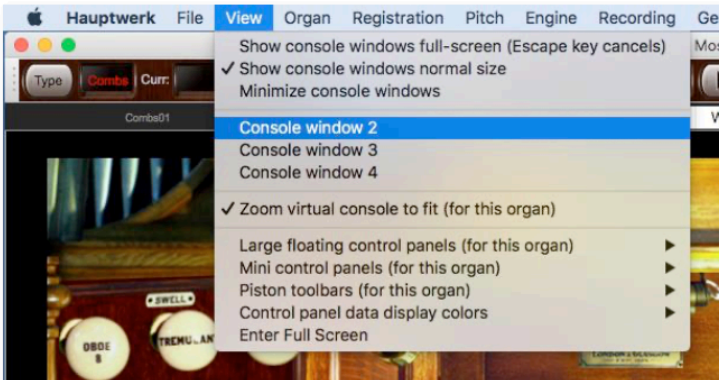 Hauptwerk File View Organ Registration Pitch Engine Recording Ge
Show console windows full-screen (Escape key cancels)
Mos
✓ Show console windows normal size
Type Combs Curr:
Minimize console windows
Combs01
W
Console window 2
Console window 3
Console window 4
✓ Zoom virtual console to fit (for this organ)
Large floating control panels (for this organ) ▶
Mini control panels (for this organ) ▶
Piston toolbars (for this organ) ▶
Control panel data display colors ▶
Enter Full Screen
SWELL
OBOE
8
TREMULAN